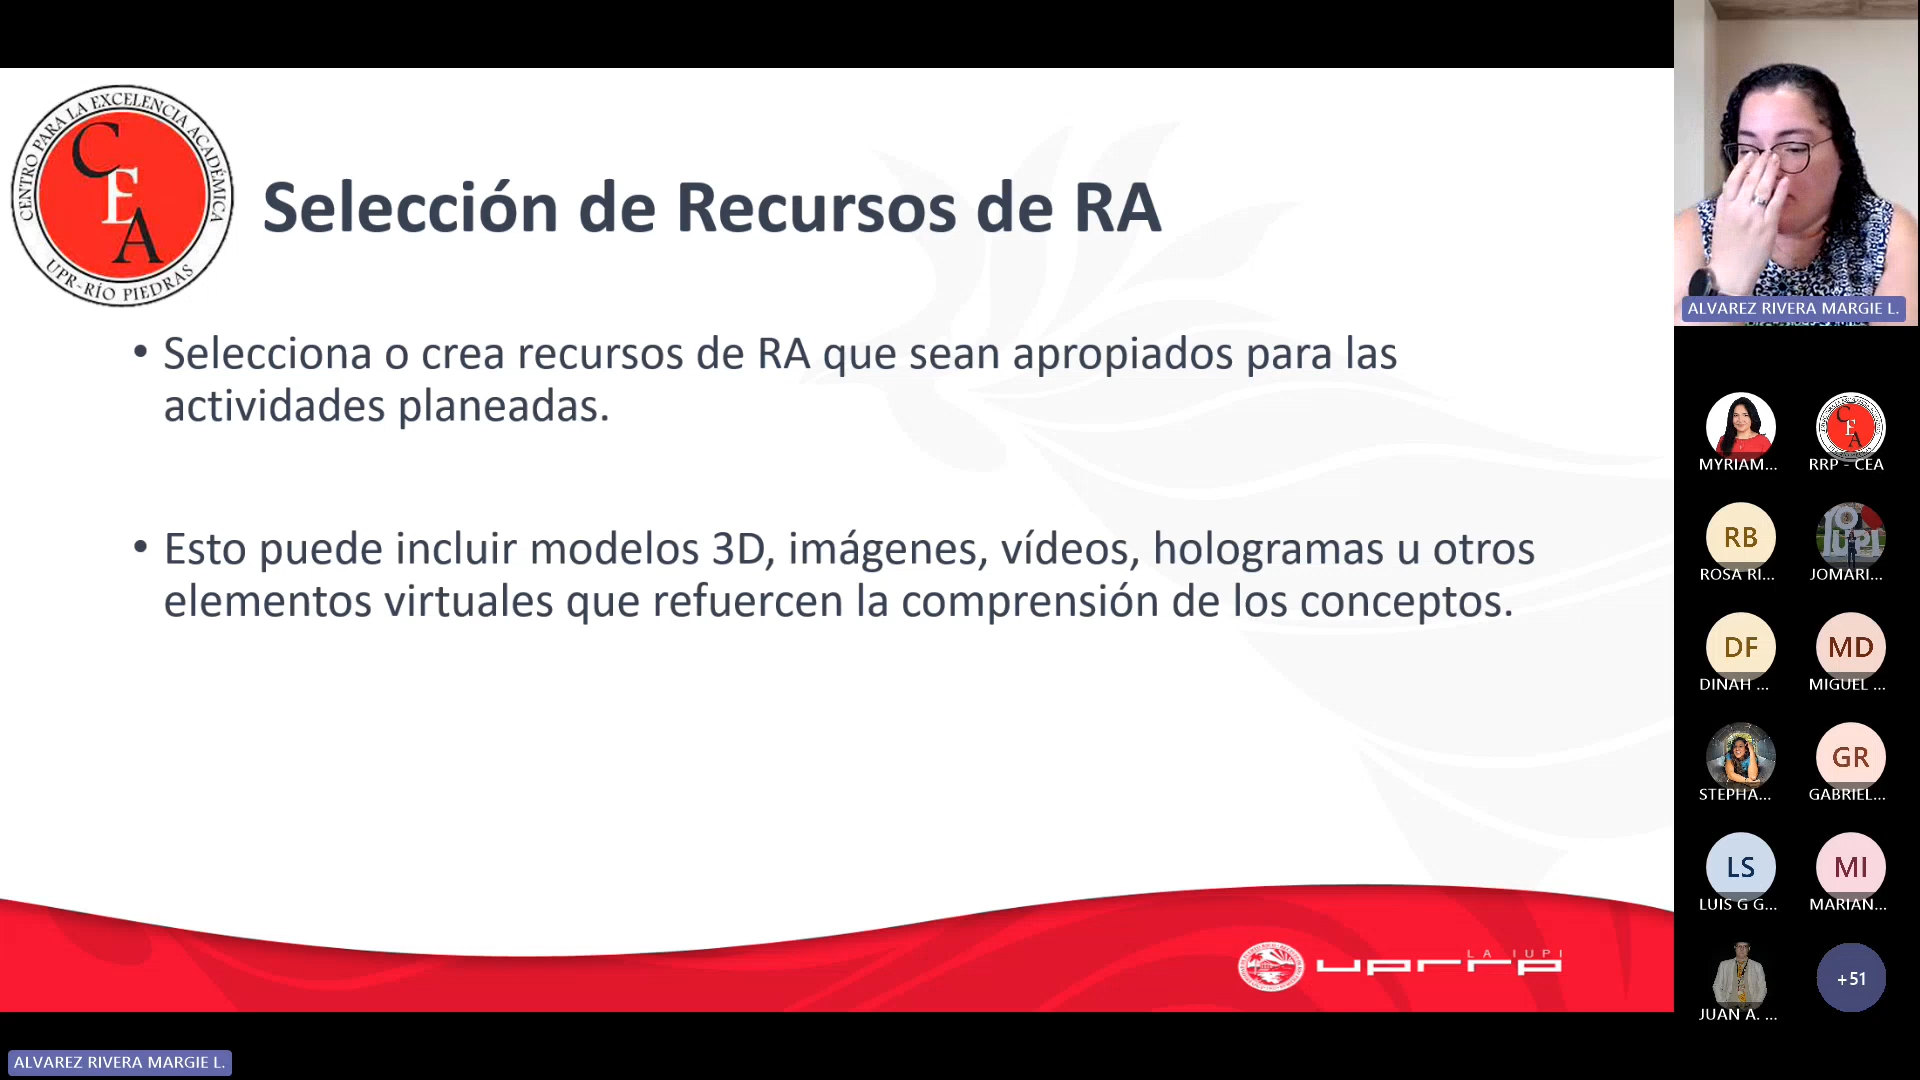 CENTRO PARA LA EXCELENCIA ACADÉMICA
CEA
UPR-RÍO PIEDRAS
Selección de Recursos de RA
• Selecciona o crea recursos de RA que sean apropiados para las
actividades planeadas.
• Esto puede incluir modelos 3D, imágenes, vídeos, hologramas u otros
elementos virtuales que refuercen la comprensión de los conceptos.
LA IUPI
uprrp
ALVAREZ RIVERA MARGIE L.
ALVAREZ RIVERA MARGIE L.
CEA
MYRIAM...
RRP - CEA
RB
IUPI
ROSA RI...
JOMARI...
DF
MD
DINAH ...
MIGUEL ...
GR
STEPHA...
GABRIEL...
LS
MI
LUIS G G...
MARIAN...
+51
JUAN A. ...